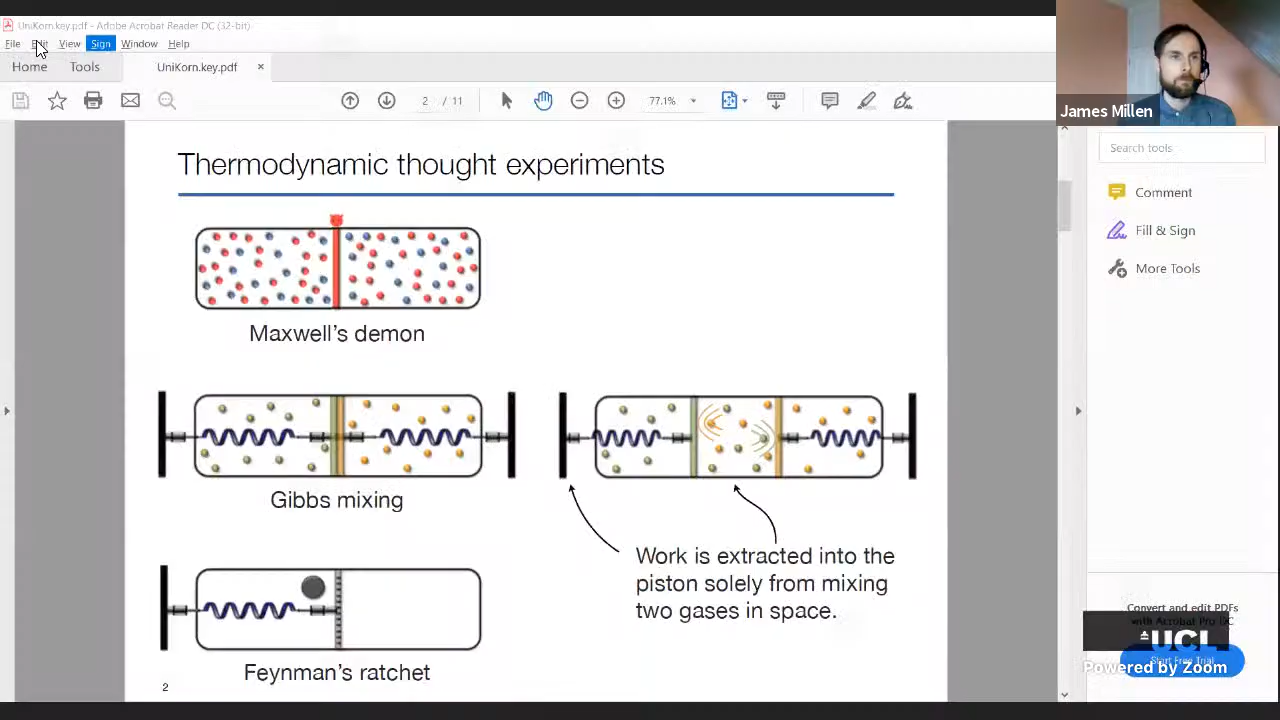 UniKorn.key.pdf - Adobe Acrobat Reader DC (32-bit)
File Edit View Sign Window Help
Home Tools UniKorn.key.pdf ×
2 / 11 77.1%
James Millen
Search tools
Comment
Fill & Sign
More Tools
Thermodynamic thought experiments
Maxwell's demon
Gibbs mixing
Work is extracted into the
piston solely from mixing
two gases in space.
Feynman's ratchet
2
Convert and edit PDFs
with Acrobat Pro DC
Start Free Trial
UCL
Powered by Zoom